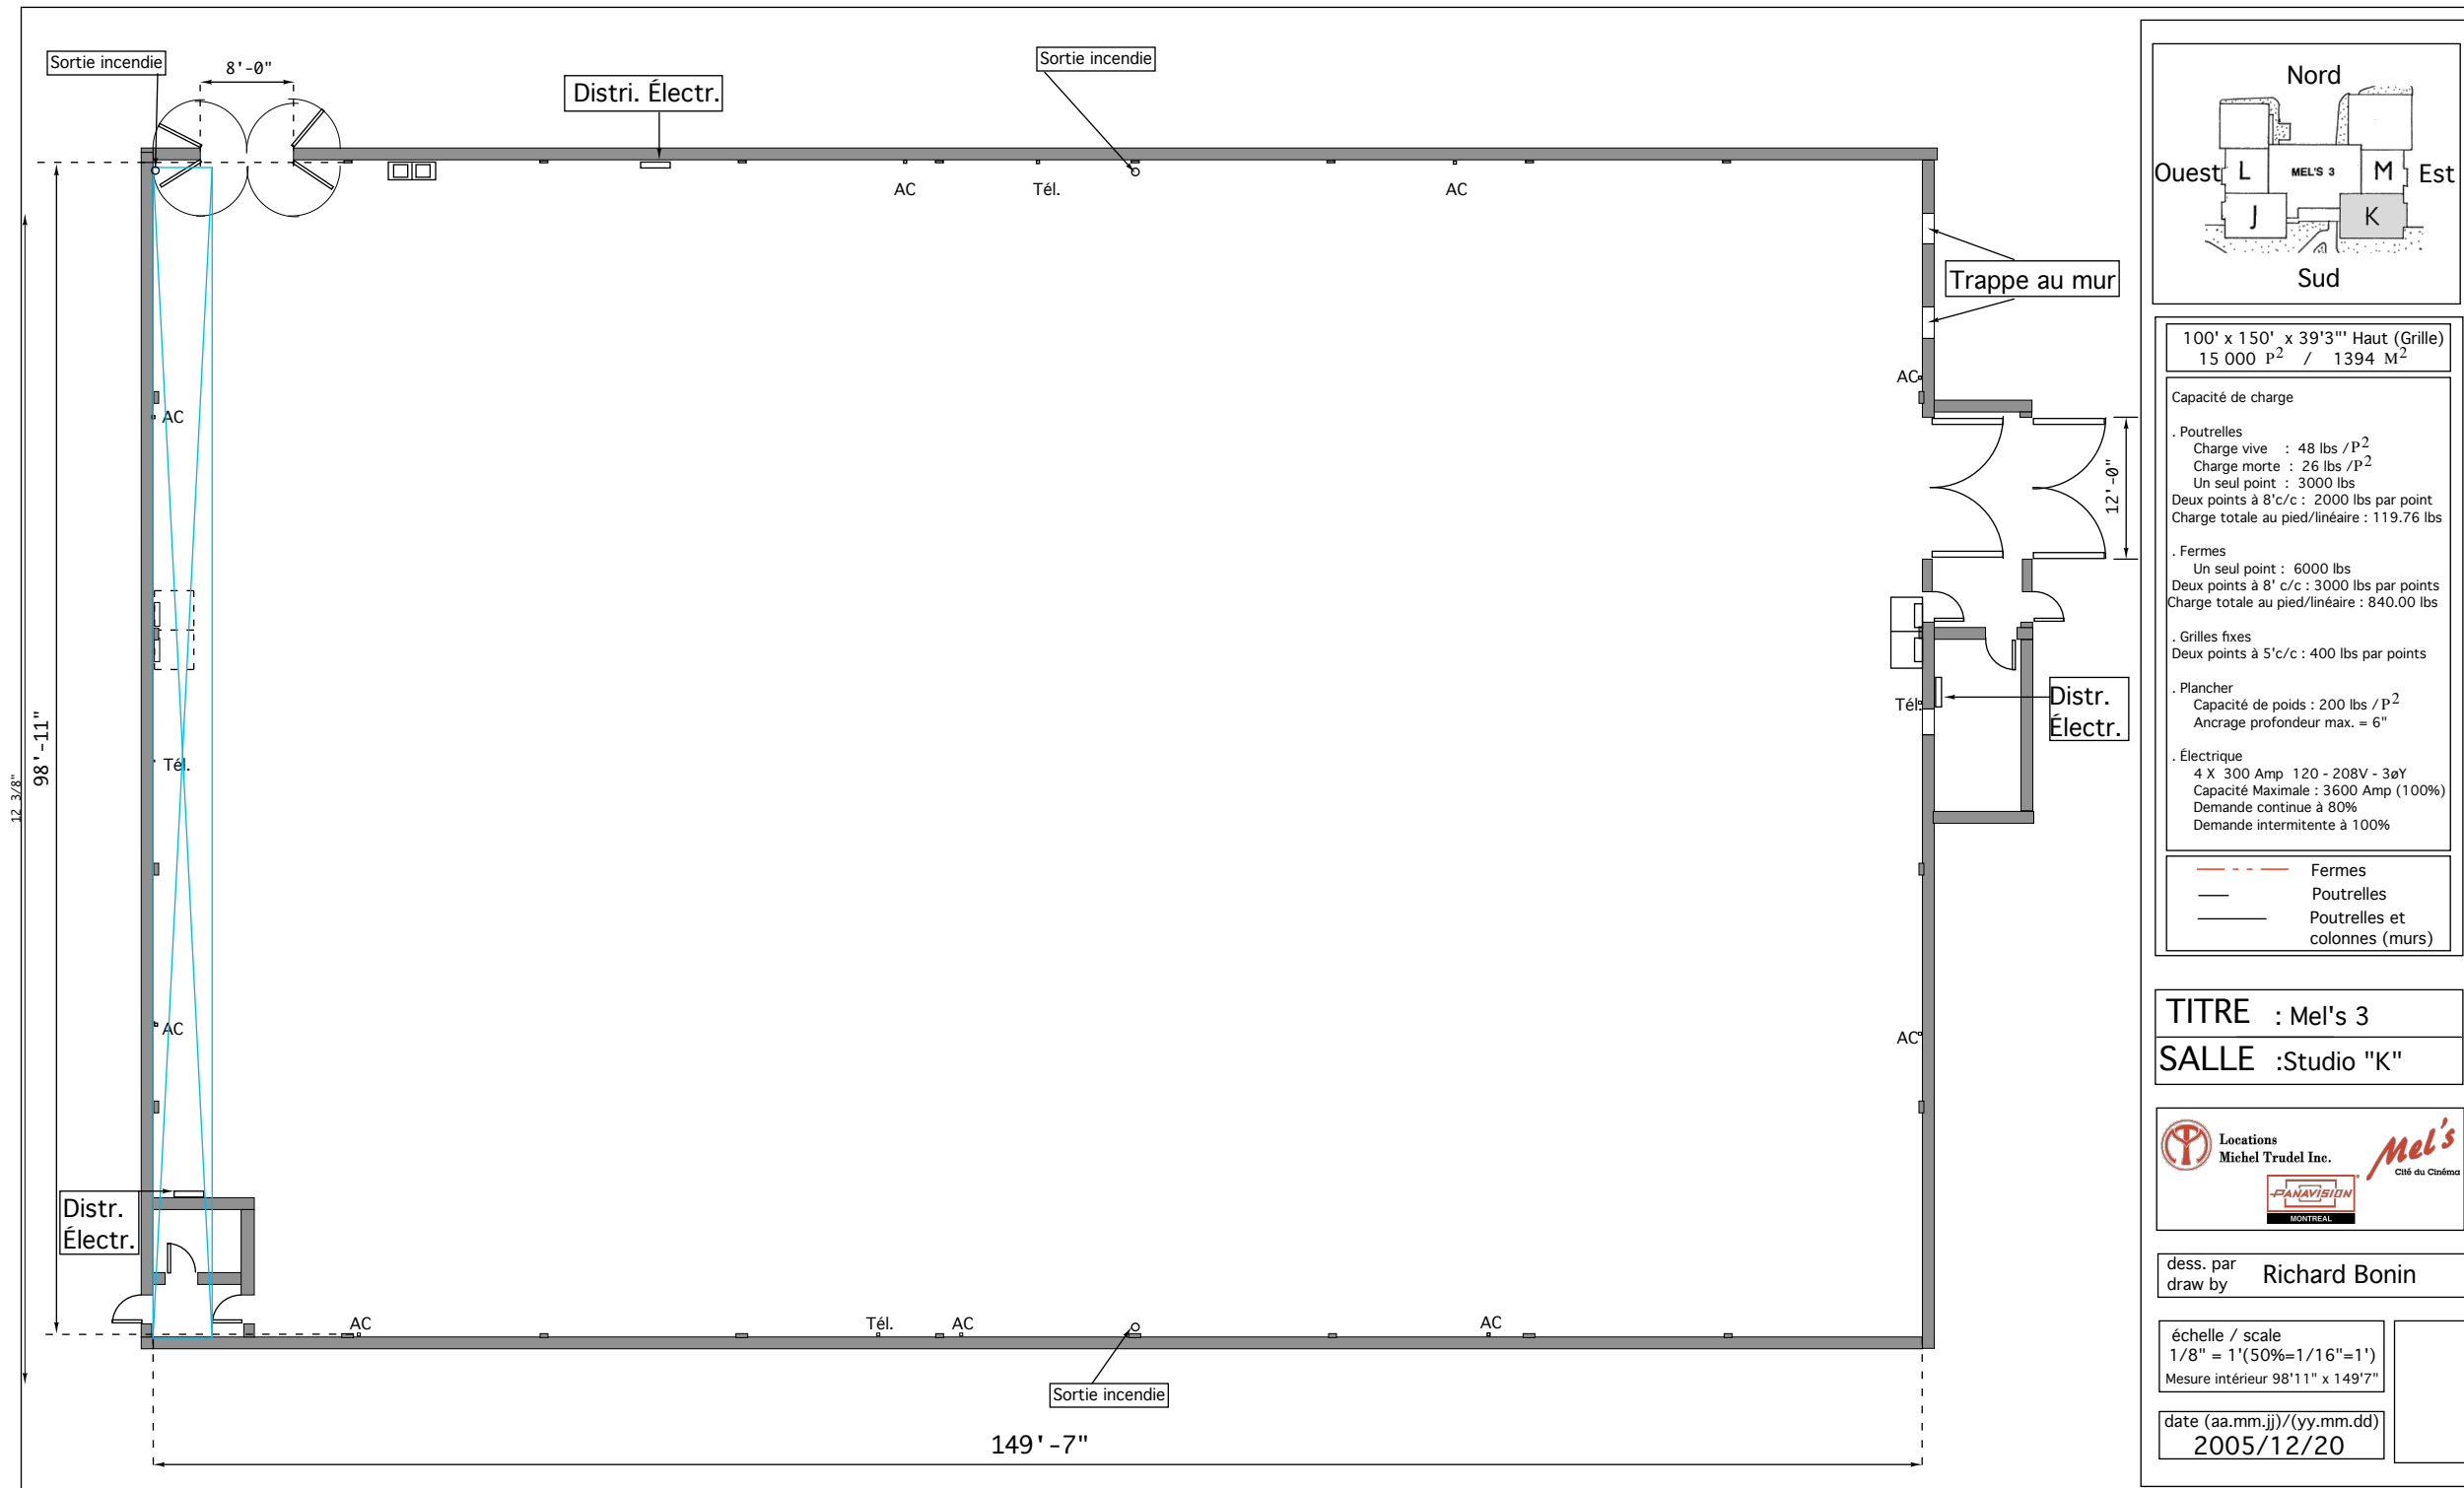 Sortie incendie
8'-0"
Distri. Électr.
Sortie incendie
AC
Tél.
AC
Trappe au mur
AC
AC
12'-0"
98'-11"
12 3/8"
Tél.
Tél.
Distr.
Électr.
AC
AC
Distr.
Électr.
AC
Tél.
AC
AC
Sortie incendie
149'-7"
Nord
Ouest
L
MEL'S 3
M
Est
J
K
Sud
100' x 150' x 39'3"' Haut (Grille)
15 000 P2 / 1394 M2
Capacité de charge
. Poutrelles
Charge vive : 48 lbs /P2
Charge morte : 26 lbs /P2
Un seul point : 3000 lbs
Deux points à 8'c/c : 2000 lbs par point
Charge totale au pied/linéaire : 119.76 lbs
. Fermes
Un seul point : 6000 lbs
Deux points à 8' c/c : 3000 lbs par points
Charge totale au pied/linéaire : 840.00 lbs
. Grilles fixes
Deux points à 5'c/c : 400 lbs par points
. Plancher
Capacité de poids : 200 lbs / P2
Ancrage profondeur max. = 6"
. Électrique
4 X 300 Amp 120 - 208V - 3øY
Capacité Maximale : 3600 Amp (100%)
Demande continue à 80%
Demande intermitente à 100%
Fermes
Poutrelles
Poutrelles et
colonnes (murs)
TITRE : Mel's 3
SALLE :Studio "K"
Locations
Michel Trudel Inc.
Mel's
Cité du Cinéma
PANAVISION
MONTREAL
dess. par
draw by
Richard Bonin
échelle / scale
1/8" = 1'(50%=1/16"=1')
Mesure intérieur 98'11" x 149'7"
date (aa.mm.jj)/(yy.mm.dd)
2005/12/20